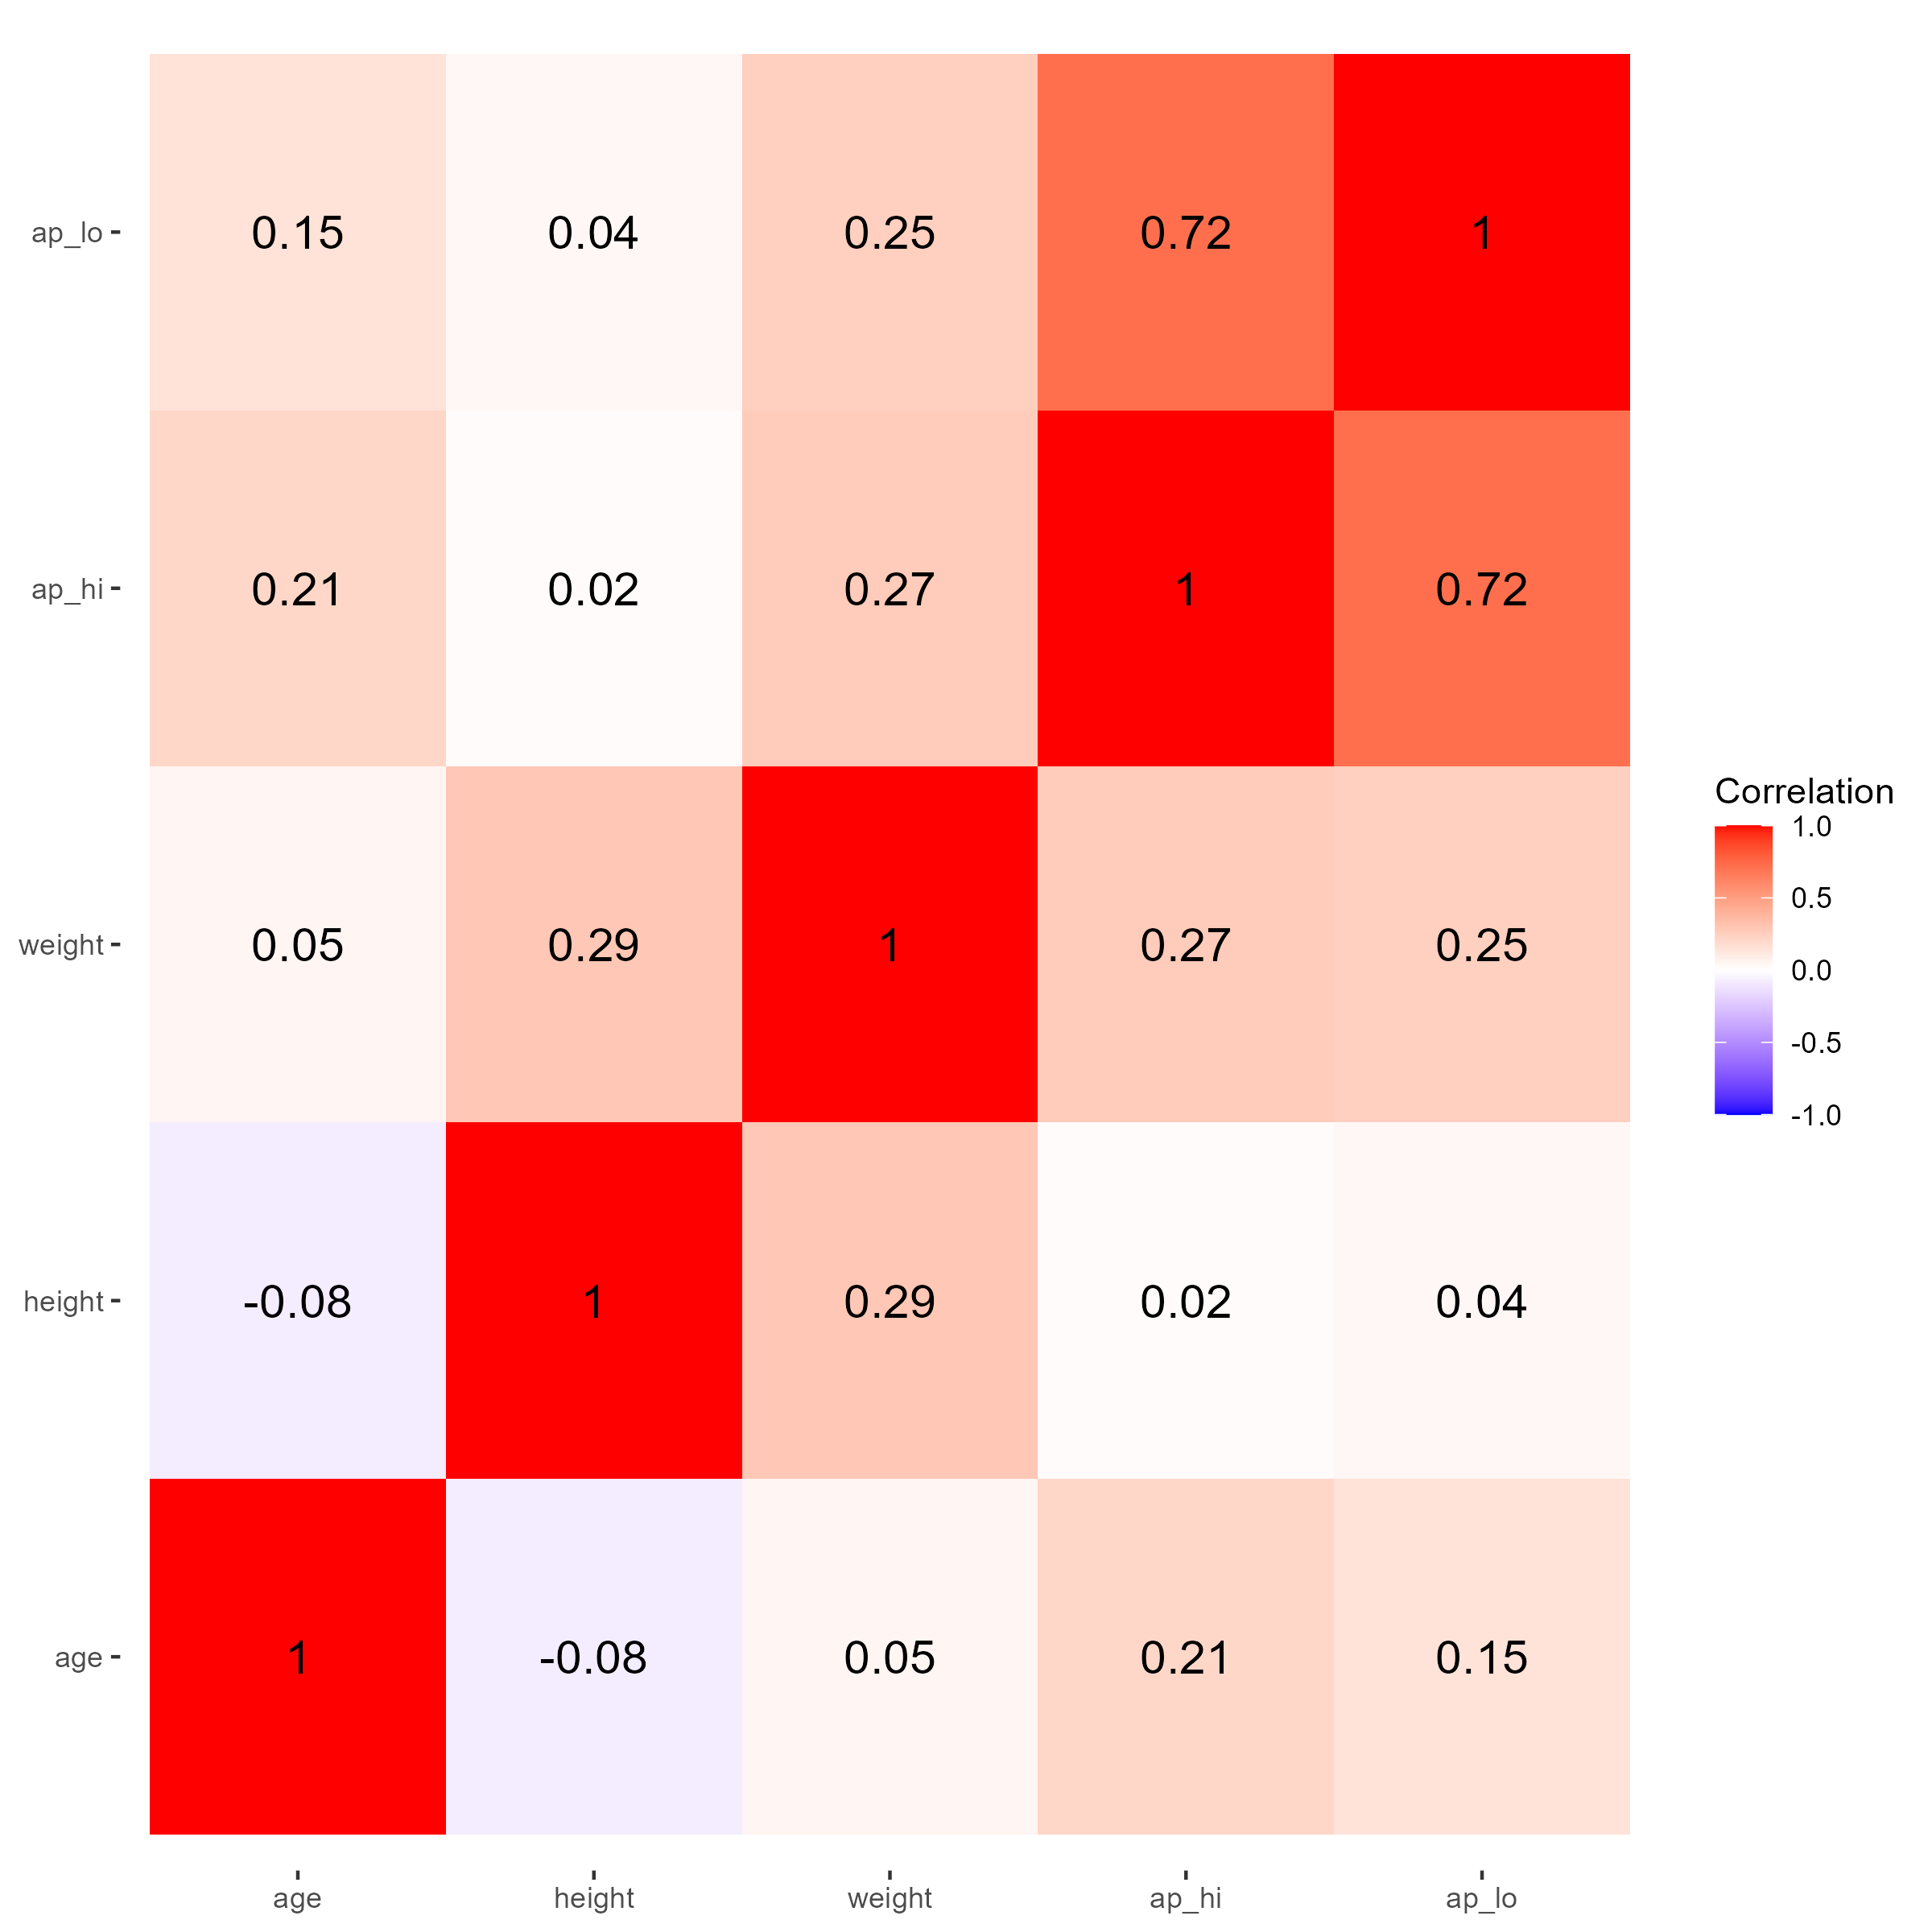 ap_lo 0.15 0.04 0.25 0.72 1
ap_hi 0.21 0.02 0.27 1 0.72
weight 0.05 0.29 1 0.27 0.25
height -0.08 1 0.29 0.02 0.04
age 1 -0.08 0.05 0.21 0.15
age height weight ap_hi ap_lo
Correlation
1.0
0.5
0.0
-0.5
-1.0